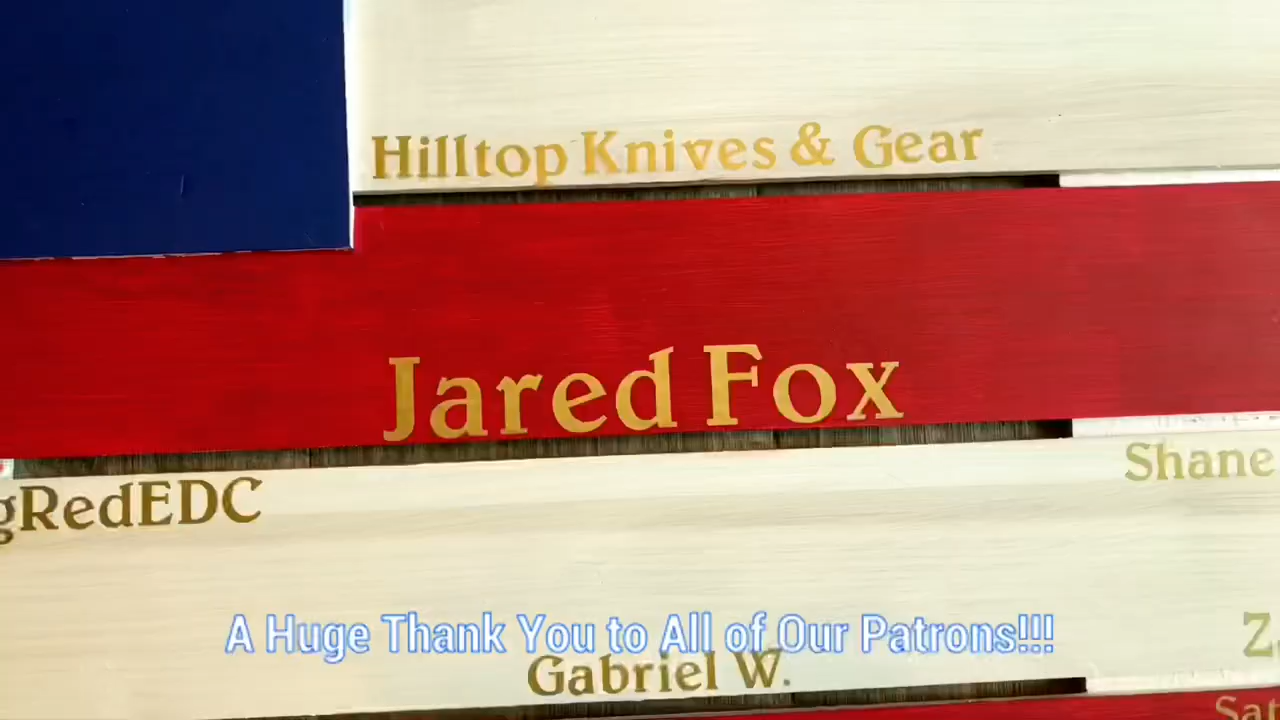 Hilltop Knives & Gear
Jared Fox
Shane
gRedEDC
A Huge Thank You to All of Our Patrons!!!
Gabriel W.